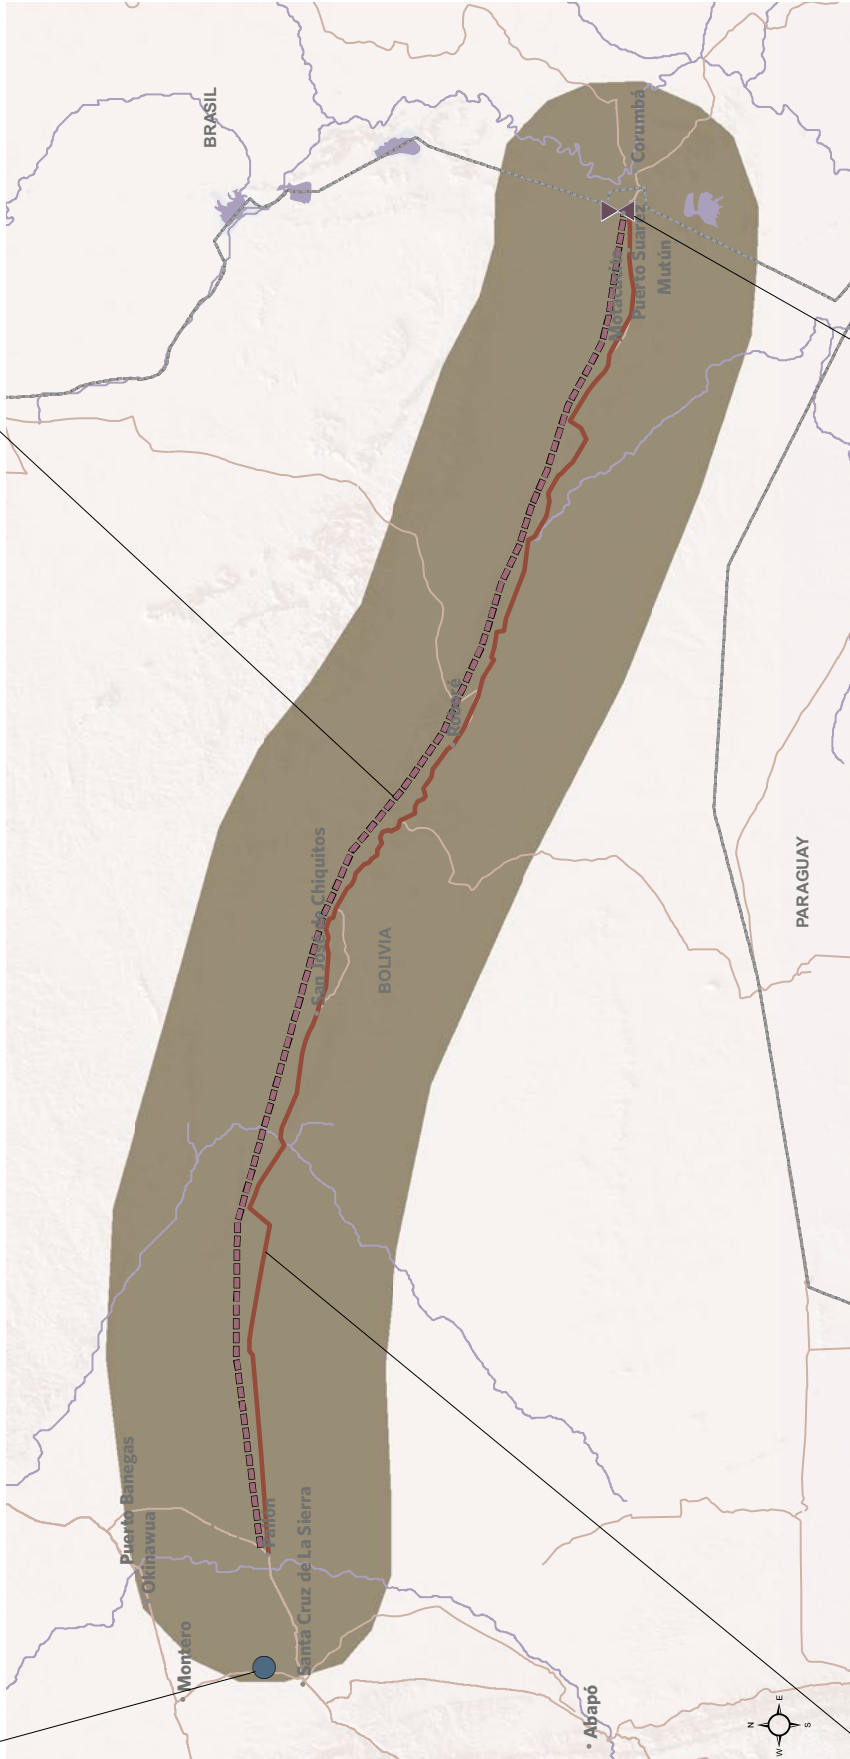 BRASIL
Corumbá
Puerto Suarez
Mutún
Motacucito
Roboré
San José de Chiquitos
BOLIVIA
PARAGUAY
Puerto Banegas
Okinawua
Pailón
Montero
Santa Cruz de La Sierra
Abapó
N
E
S
W